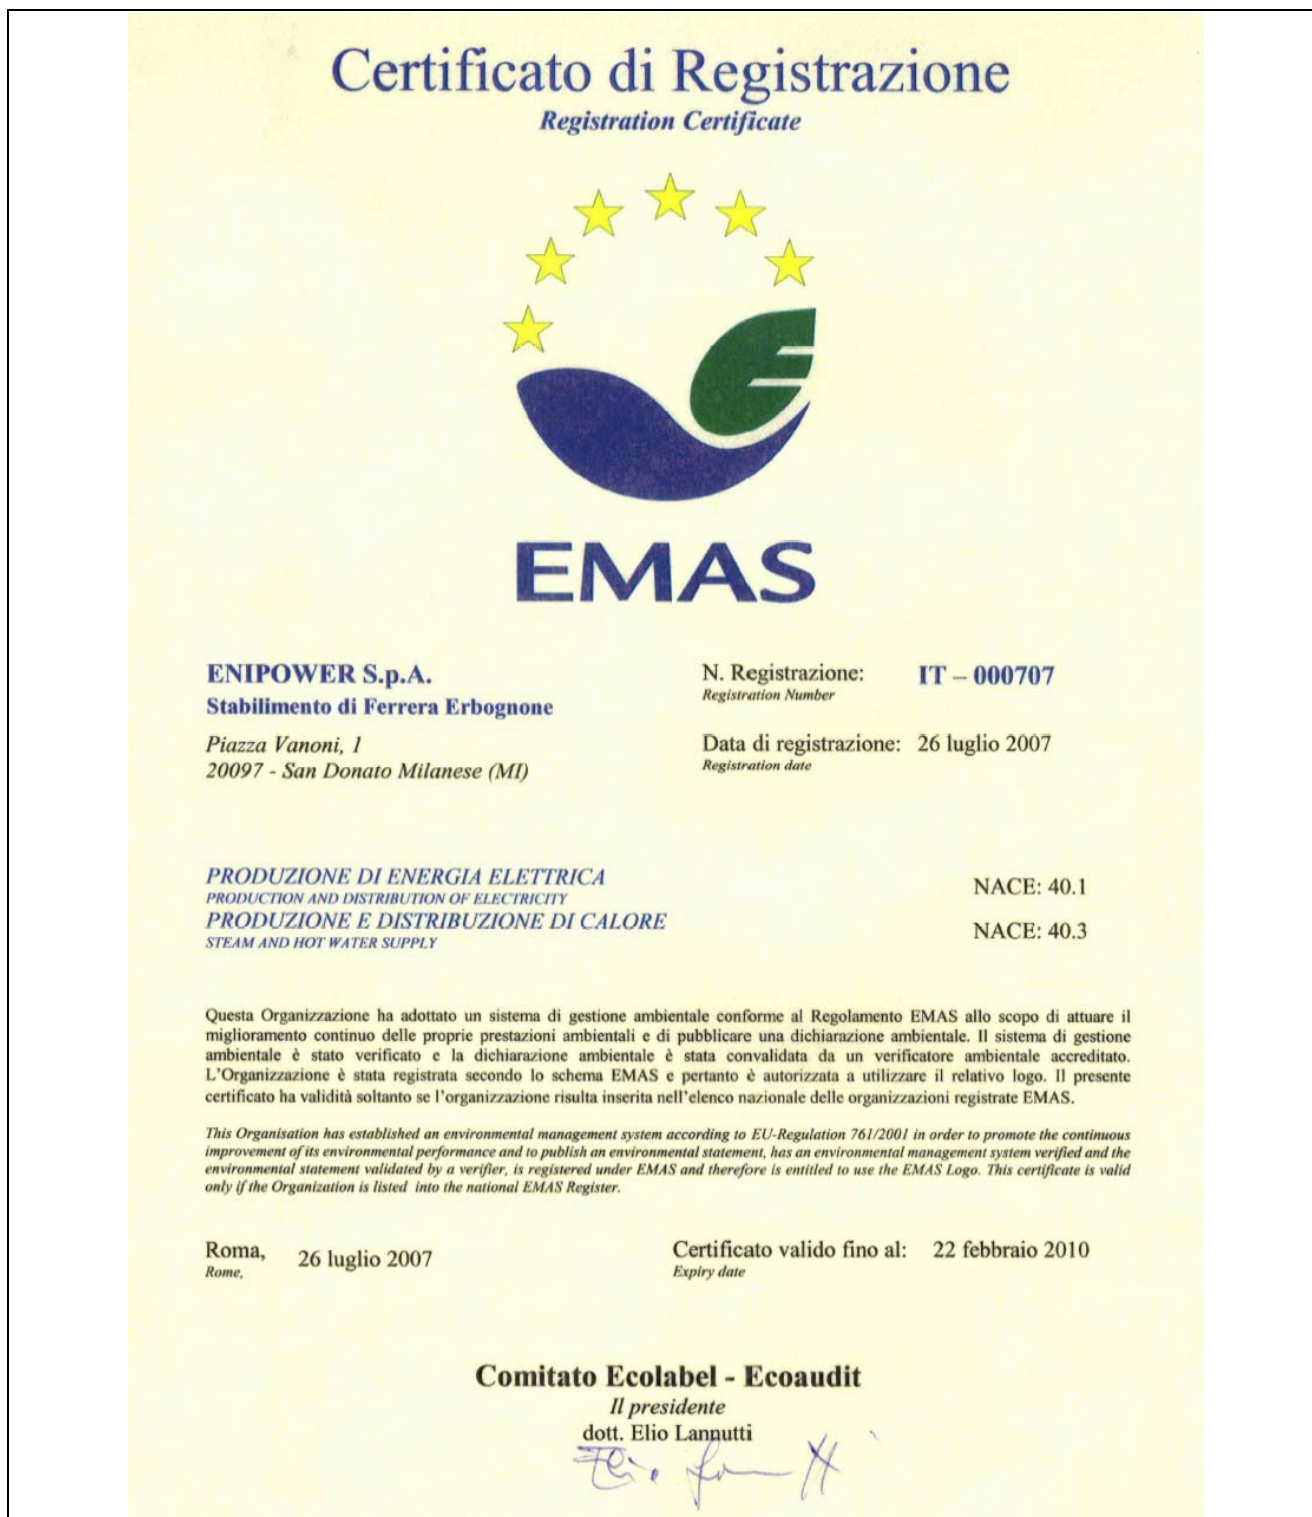 Certificato di Registrazione
Registration Certificate
EMAS
ENIPOWER S.p.A.
Stabilimento di Ferrera Erbognone
Piazza Vanoni, 1
20097 - San Donato Milanese (MI)
N. Registrazione: IT – 000707
Registration Number
Data di registrazione: 26 luglio 2007
Registration date
PRODUZIONE DI ENERGIA ELETTRICA NACE: 40.1
PRODUCTION AND DISTRIBUTION OF ELECTRICITY
PRODUZIONE E DISTRIBUZIONE DI CALORE NACE: 40.3
STEAM AND HOT WATER SUPPLY
Questa Organizzazione ha adottato un sistema di gestione ambientale conforme al Regolamento EMAS allo scopo di attuare il
miglioramento continuo delle proprie prestazioni ambientali e di pubblicare una dichiarazione ambientale. Il sistema di gestione
ambientale è stato verificato e la dichiarazione ambientale è stata convalidata da un verificatore ambientale accreditato.
L'Organizzazione è stata registrata secondo lo schema EMAS e pertanto è autorizzata a utilizzare il relativo logo. Il presente
certificato ha validità soltanto se l'organizzazione risulta inserita nell'elenco nazionale delle organizzazioni registrate EMAS.
This Organisation has established an environmental management system according to EU-Regulation 761/2001 in order to promote the continuous
improvement of its environmental performance and to publish an environmental statement, has an environmental management system verified and the
environmental statement validated by a verifier, is registered under EMAS and therefore is entitled to use the EMAS Logo. This certificate is valid
only if the Organization is listed into the national EMAS Register.
Roma, 26 luglio 2007
Rome,
Certificato valido fino al: 22 febbraio 2010
Expiry date
Comitato Ecolabel - Ecoaudit
Il presidente
dott. Elio Lannutti